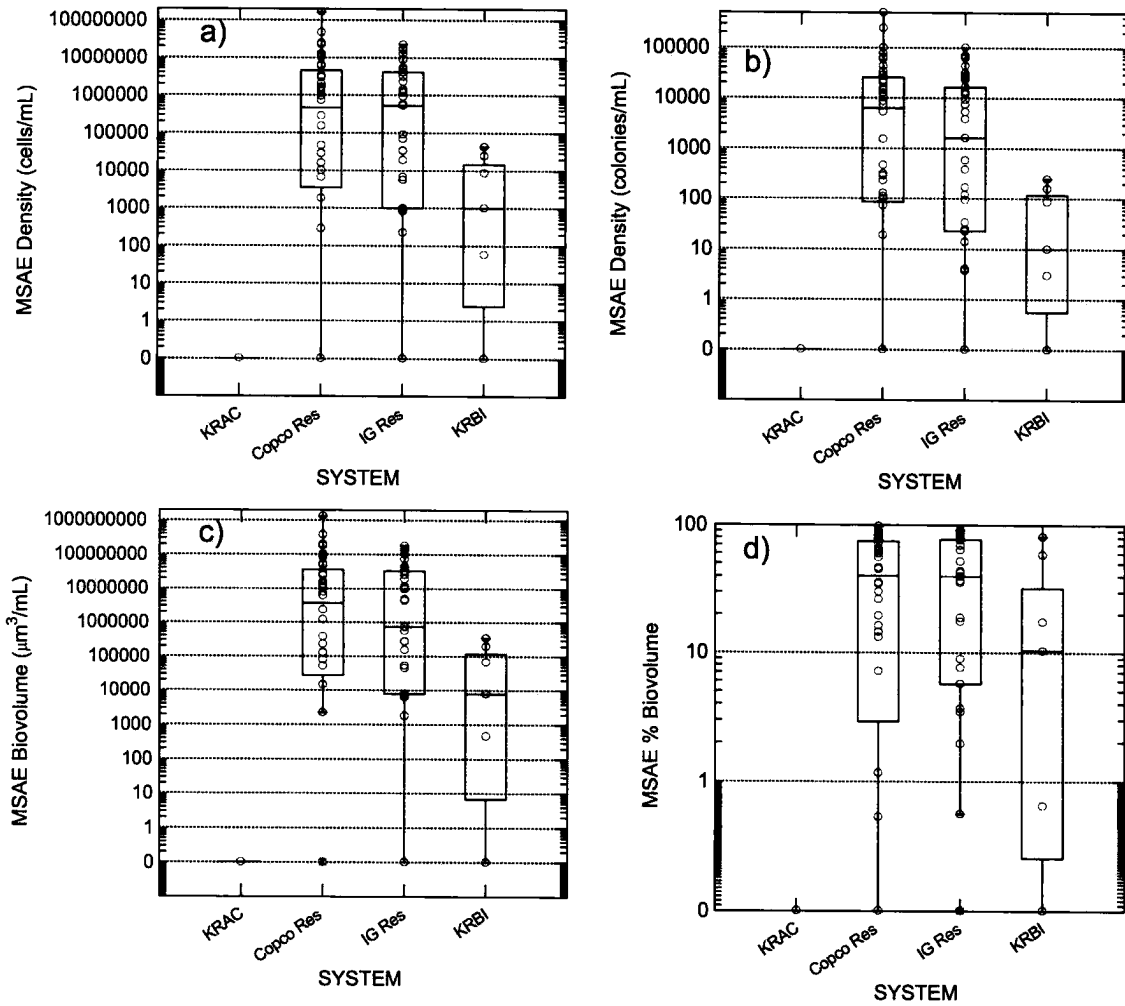 a)
MSAE Density (cells/mL)
100000000
10000000
1000000
100000
10000
1000
100
10
1
0
KRAC
Copco Res
IG Res
KRBI
SYSTEM
b)
MSAE Density (colonies/mL)
100000
10000
1000
100
10
1
0
KRAC
Copco Res
IG Res
KRBI
SYSTEM
c)
MSAE Biovolume (μm³/mL)
1000000000
100000000
10000000
1000000
100000
10000
1000
100
10
1
0
KRAC
Copco Res
IG Res
KRBI
SYSTEM
d)
MSAE % Biovolume
100
10
1
0
KRAC
Copco Res
IG Res
KRBI
SYSTEM